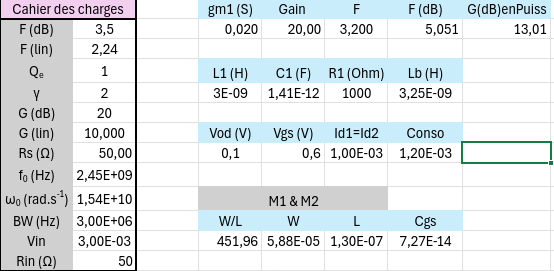 Cahier des charges gm1 (S) Gain F F (dB) G(dB)enPuiss
F (dB) 3,5 0,020 20,00 3,200 5,051 13,01
F (lin) 2,24
Qe 1 L1 (H) C1 (F) R1 (Ohm) Lb (H)
γ 2 3E-09 1,41E-12 1000 3,25E-09
G (dB) 20
G (lin) 10,000 Vod (V) Vgs (V) Id1=Id2 Conso
Rs (Ω) 50,00 0,1 0,6 1,00E-03 1,20E-03
f₀ (Hz) 2,45E+09
ω₀ (rad.s⁻¹) 1,54E+10 M1 & M2
BW (Hz) 3,00E+06 W/L W L Cgs
Vin 3,00E-03 451,96 5,88E-05 1,30E-07 7,27E-14
Rin (Ω) 50